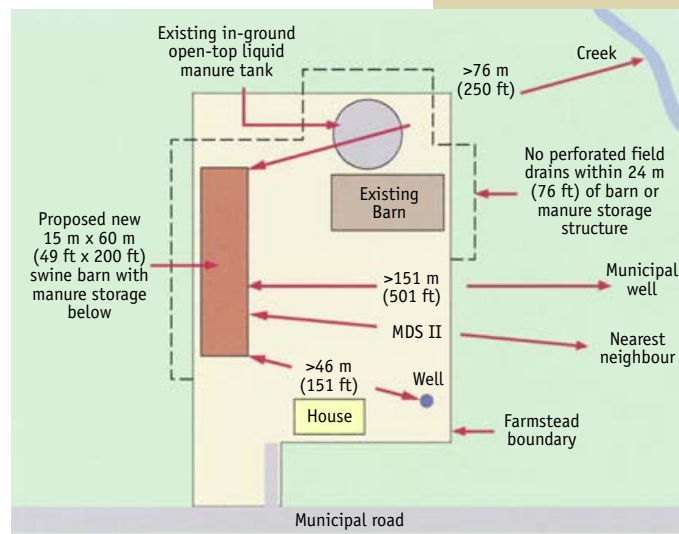 Existing in-ground
open-top liquid
manure tank
>76 m
(250 ft)
Creek
No perforated field
drains within 24 m
(76 ft) of barn or
manure storage
structure
Existing
Barn
Proposed new
15 m x 60 m
(49 ft x 200 ft)
swine barn with
manure storage
below
>151 m
(501 ft)
Municipal
well
MDS II
Nearest
neighbour
>46 m
(151 ft)
Well
House
Farmstead
boundary
Municipal road